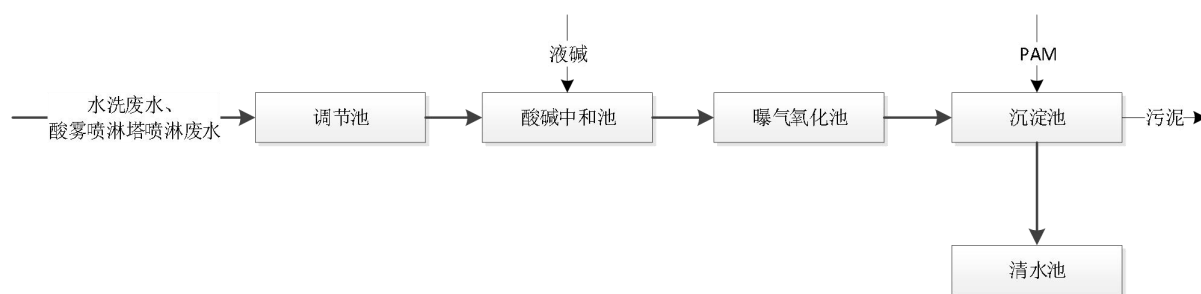 液碱
PAM
水洗废水、
酸雾喷淋塔喷淋废水
调节池
酸碱中和池
曝气氧化池
沉淀池
污泥
清水池